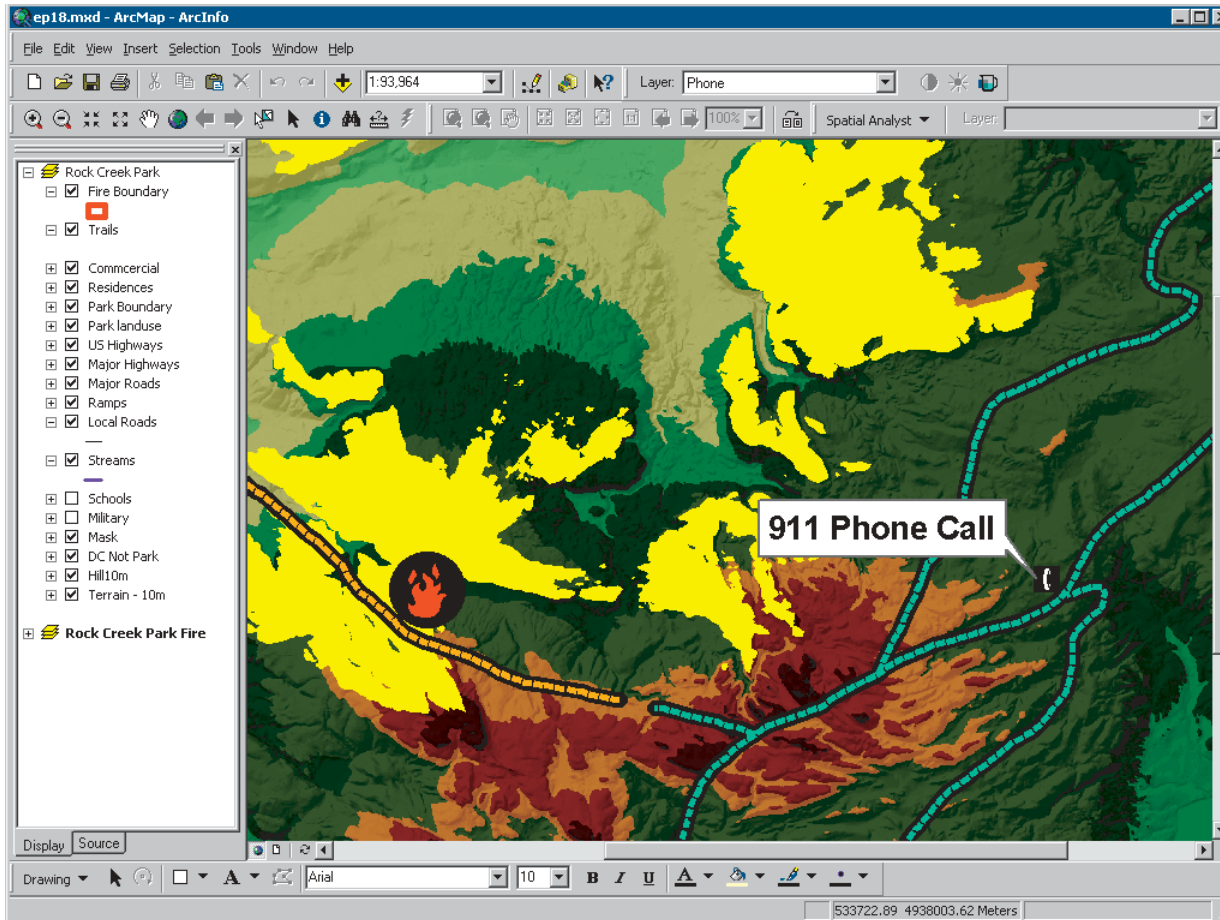 ep18.mxd - ArcMap - ArcInfo
File Edit View Insert Selection Tools Window Help
1:93,964
Layer: Phone
100%
Spatial Analyst
Layer:
Rock Creek Park
Fire Boundary
Trails
Commcercial
Residences
Park Boundary
Park landuse
US Highways
Major Highways
Major Roads
Ramps
Local Roads
Streams
Schools
Military
Mask
DC Not Park
Hill10m
Terrain - 10m
Rock Creek Park Fire
911 Phone Call
Display Source
Drawing A Arial 10 B I U A
533722.89 4938003.62 Meters